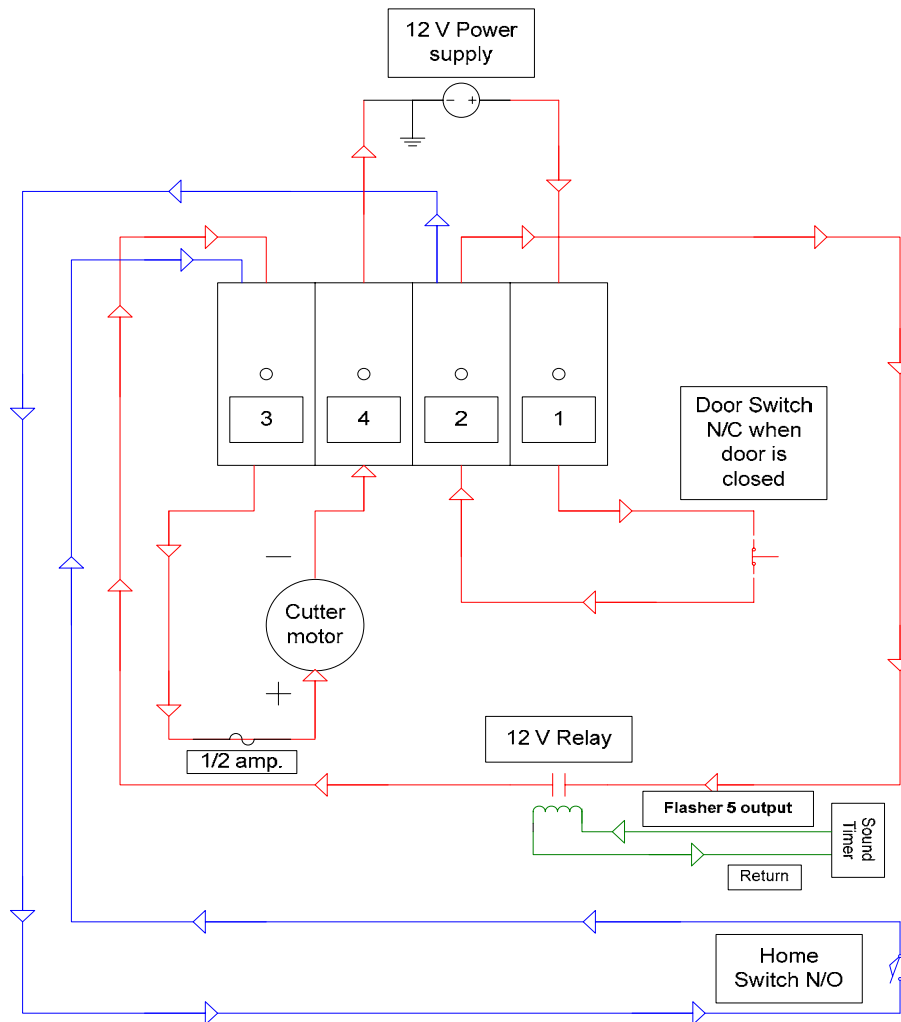 12 V Power
supply
- +
3
4
2
1
Door Switch
N/C when
door is
closed
—
Cutter
motor
+
1/2 amp.
12 V Relay
Flasher 5 output
Sound
Timer
Return
Home
Switch N/O